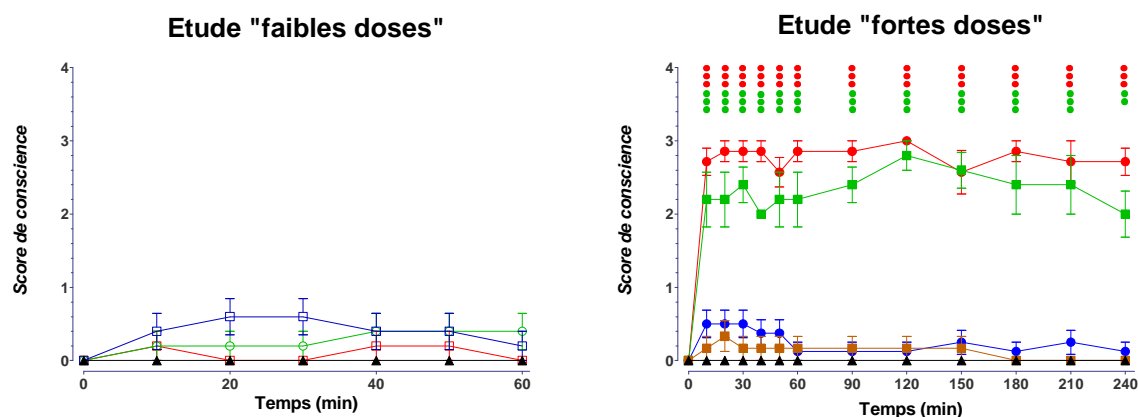 Etude "faibles doses"
Score de conscience
4
3
2
1
0
0 20 40 60
Temps (min)
Etude "fortes doses"
Score de conscience
4
3
2
1
0
0 30 60 90 120 150 180 210 240
Temps (min)